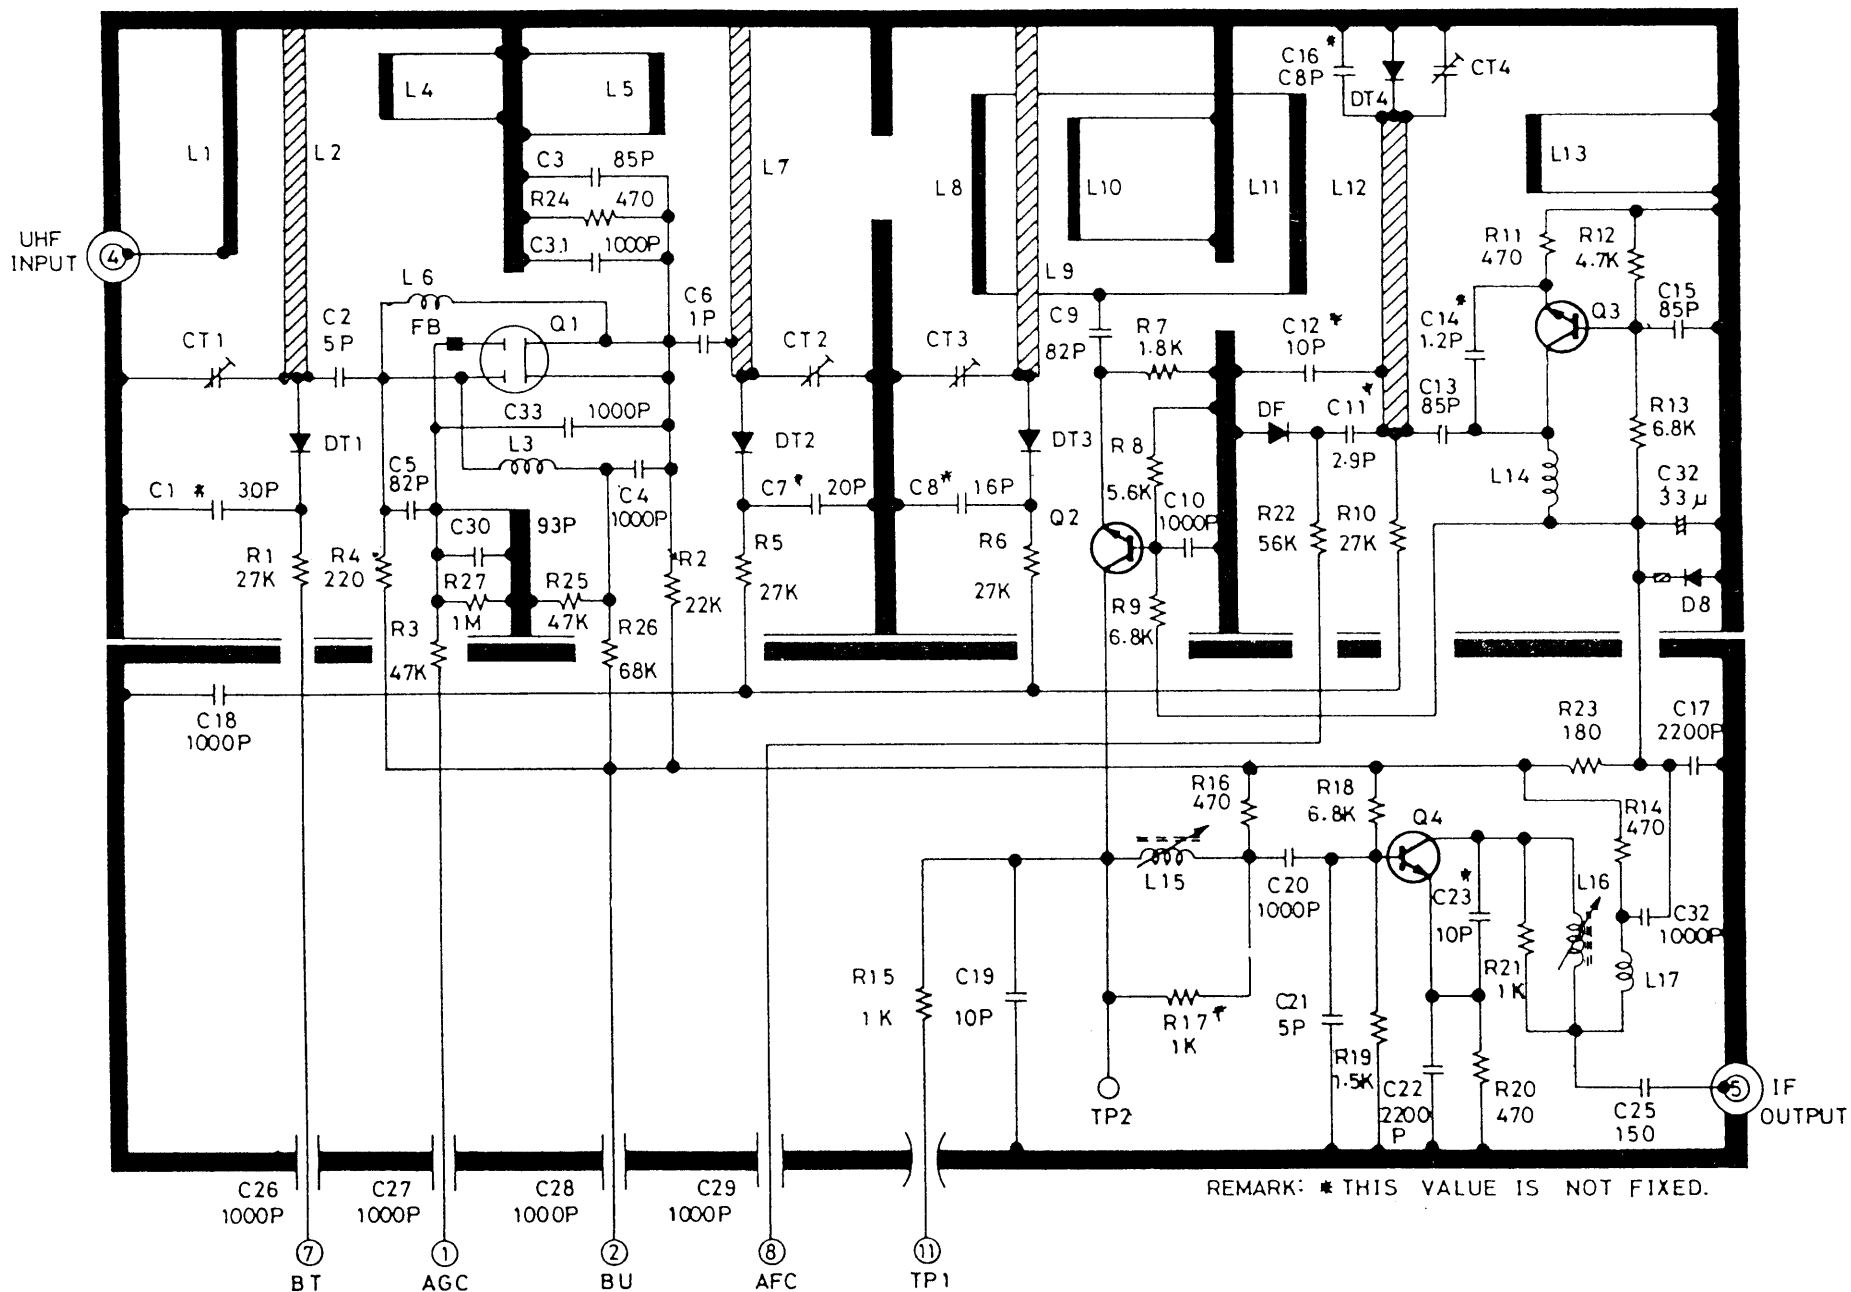 C16 *
C8P
CT4
DT4
L4
L5
L1
L2
C3 85P
L7
L13
R24 470
L8
L10
L11
L12
C3.1 1000P
UHF
INPUT
4
R11
470
R12
4.7K
L6
FB
Q1
C6
1P
L9
C15
85P
Q3
C14 *
1.2P
CT1
C2
5P
CT2
CT3
C9
82P
R7
1.8K
C12 *
10P
C13
85P
C33 1000P
DF
C11 *
2.9P
R13
6.8K
DT1
L3
DT2
DT3
R8
5.6K
C5
82P
C4
1000P
L14
C32
33 μ
C1 * 30P
C7 * 20P
C8 * 16P
Q2
C10
1000P
R22
56K
R10
27K
C30 93P
R1
27K
R4
220
R27
1M
R25
47K
R2
22K
R5
27K
R6
27K
D8
R9
6.8K
R3
47K
R26
68K
C18
1000P
R23
180
C17
2200P
R16
470
R18
6.8K
Q4
R14
470
L15
C20
1000P
C23 *
10P
L16
C32
1000P
R15
1K
C19
10P
R17 *
1K
C21
5P
R21
1K
L17
R19
1.5K
C22
2200
P
R20
470
TP2
C25
150
5
IF
OUTPUT
C26
1000P
C27
1000P
C28
1000P
C29
1000P
REMARK: * THIS VALUE IS NOT FIXED.
7
BT
1
AGC
2
BU
8
AFC
11
TP1